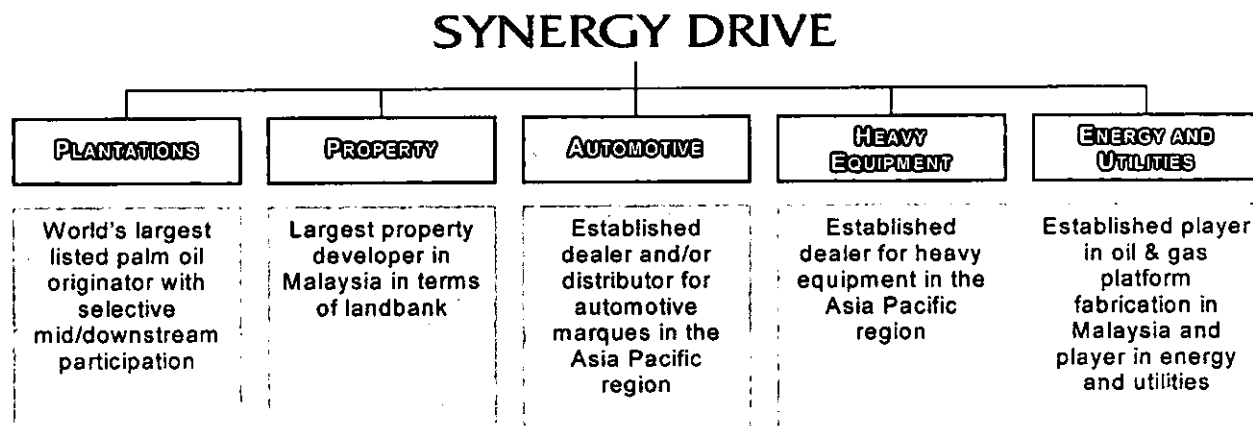 SYNERGY DRIVE
PLANTATIONS
World's largest
listed palm oil
originator with
selective
mid/downstream
participation
PROPERTY
Largest property
developer in
Malaysia in terms
of landbank
AUTOMOTIVE
Established
dealer and/or
distributor for
automotive
marques in the
Asia Pacific
region
HEAVY
EQUIPMENT
Established
dealer for heavy
equipment in the
Asia Pacific
region
ENERGY AND
UTILITIES
Established player
in oil & gas
platform
fabrication in
Malaysia and
player in energy
and utilities